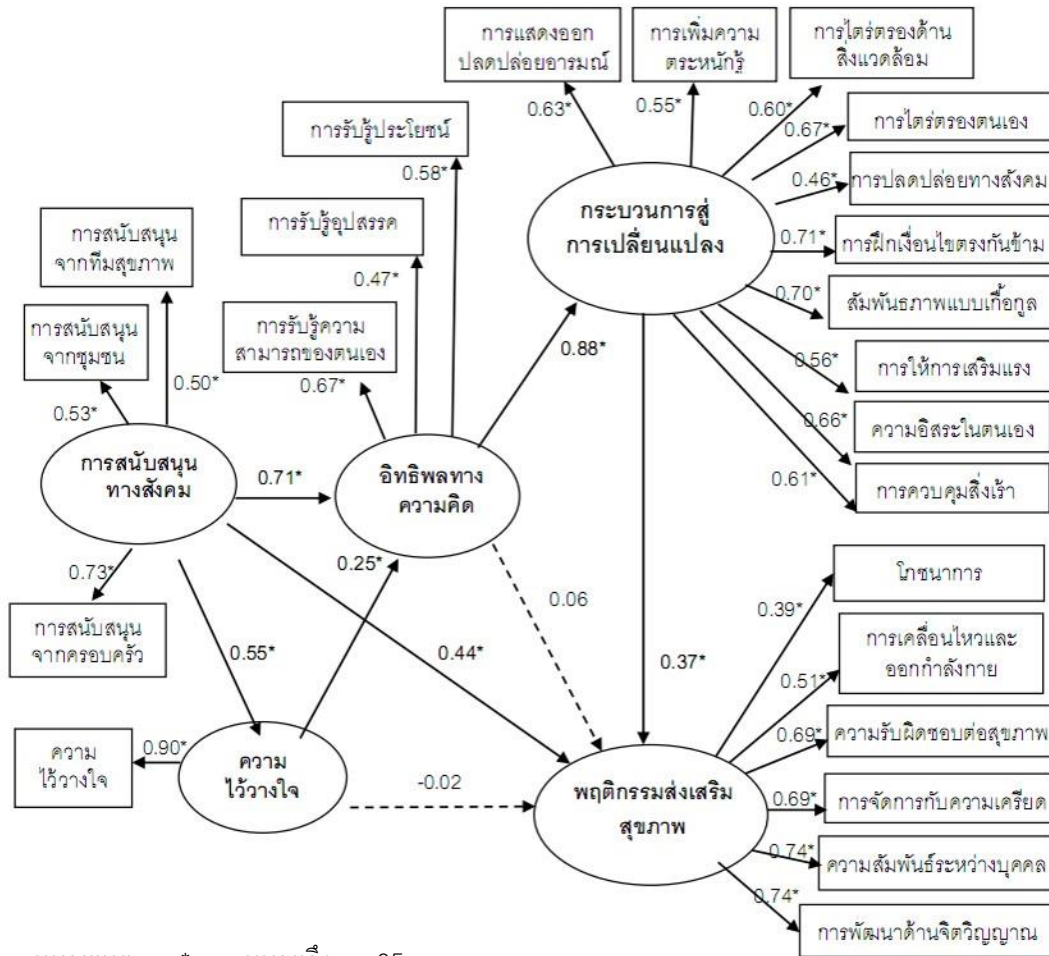 การแสดงออก
ปลดปล่อยอารมณ์
การเพิ่มความ
ตระหนักรู้
การไตร่ตรองด้าน
สิ่งแวดล้อม
0.63*
0.55*
0.60*
การรับรู้ประโยชน์
0.58*
การไตร่ตรองตนเอง
0.67*
การปลดปล่อยทางสังคม
0.46*
กระบวนการสู่
การเปลี่ยนแปลง
การรับรู้อุปสรรค
0.47*
การสนับสนุน
จากทีมสุขภาพ
0.50*
การฝึกเงื่อนไขตรงกันข้าม
0.71*
สัมพันธภาพแบบเกื้อกูล
0.70*
การสนับสนุน
จากชุมชน
0.53*
การรับรู้ความ
สามารถของตนเอง
0.67*
0.88*
การให้การเสริมแรง
0.56*
ความอิสระในตนเอง
0.66*
การควบคุมสิ่งเร้า
0.61*
การสนับสนุน
ทางสังคม
0.71*
อิทธิพลทาง
ความคิด
0.73*
การสนับสนุน
จากครอบครัว
0.25*
0.06
0.55*
0.44*
0.37*
โภชนาการ
0.39*
การเคลื่อนไหวและ
ออกกำลังกาย
0.51*
ความ
ไว้วางใจ
0.90*
ความ
ไว้วางใจ
-0.02
พฤติกรรมส่งเสริม
สุขภาพ
ความรับผิดชอบต่อสุขภาพ
0.69*
การจัดการกับความเครียด
0.69*
ความสัมพันธ์ระหว่างบุคคล
0.74*
การพัฒนาด้านจิตวิญญาณ
0.74*